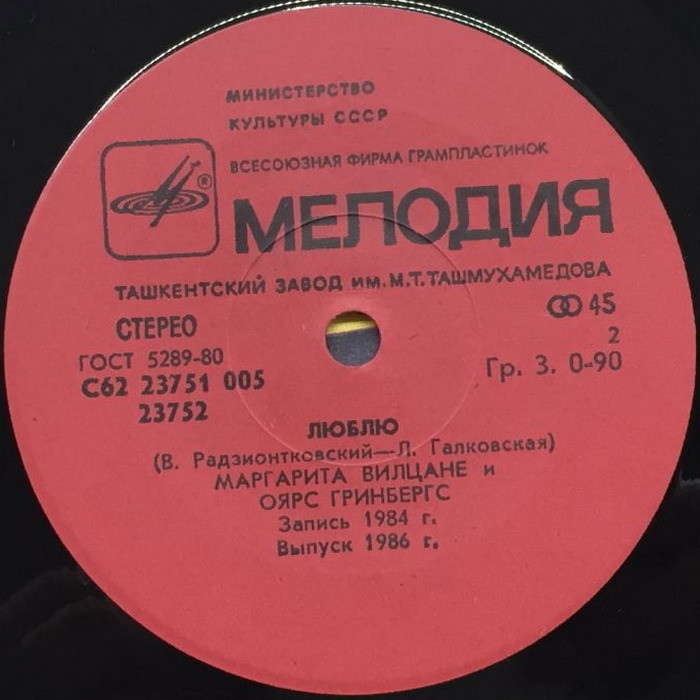 МИНИСТЕРСТВО
КУЛЬТУРЫ СССР
ВСЕСОЮЗНАЯ ФИРМА ГРАМПЛАСТИНОК
®
МЕЛОДИЯ
ТАШКЕНТСКИЙ ЗАВОД им. М.Т. ТАШМУХАМЕДОВА
СТЕРЕО
45
ГОСТ 5289-80
2
С62 23751 005
Гр. 3. 0-90
23752
ЛЮБЛЮ
(В. Радзионтковский—Л. Галковская)
МАРГАРИТА ВИЛЦАНЕ и
ОЯРС ГРИНБЕРГС
Запись 1984 г.
Выпуск 1986 г.